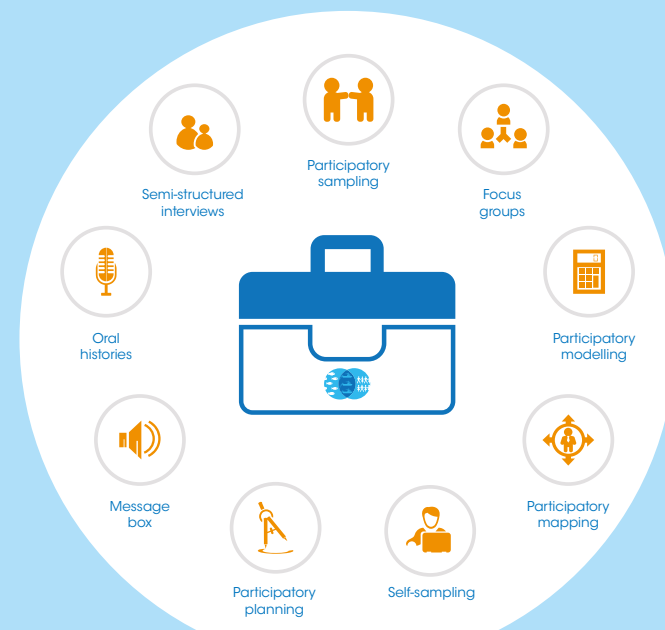 Participatory
sampling
Semi-structured
interviews
Focus
groups
Oral
histories
Participatory
modelling
Message
box
Participatory
mapping
Participatory
planning
Self-sampling